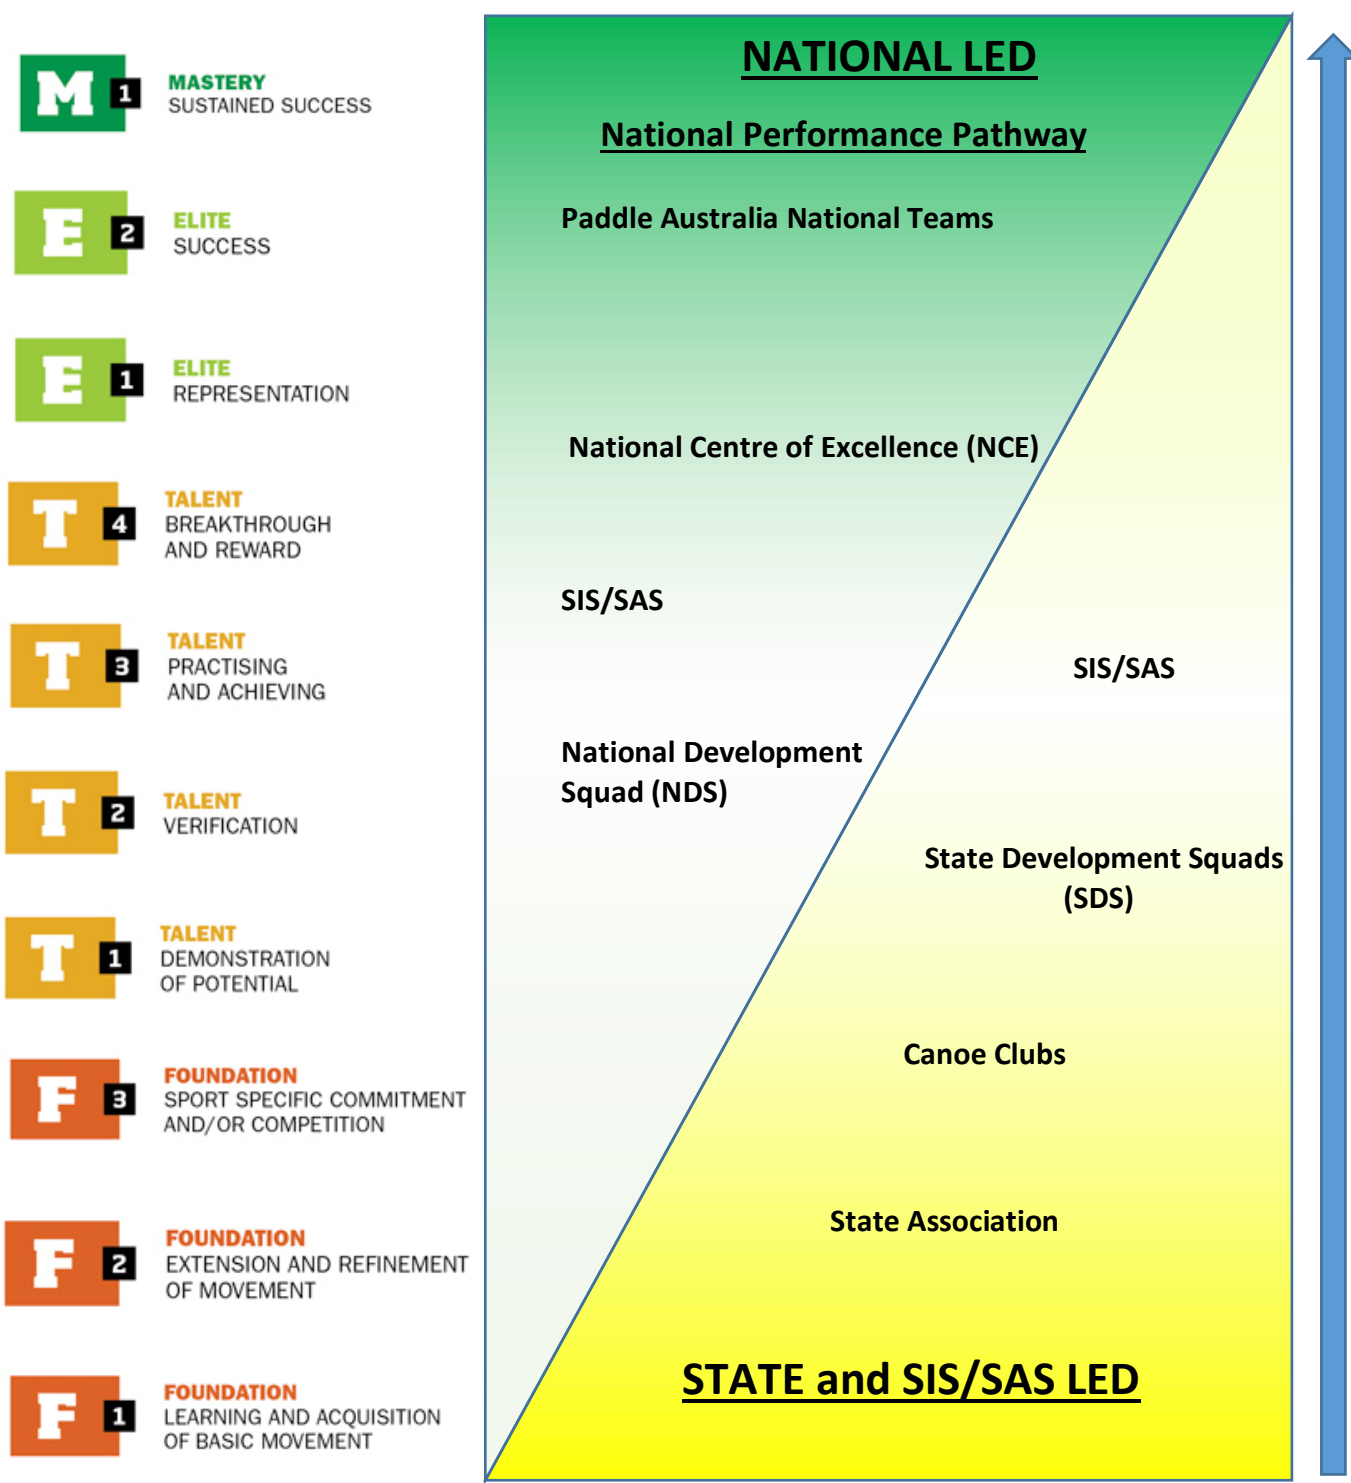 M 1
MASTERY
SUSTAINED SUCCESS
E 2
ELITE
SUCCESS
E 1
ELITE
REPRESENTATION
T 4
TALENT
BREAKTHROUGH
AND REWARD
T 3
TALENT
PRACTISING
AND ACHIEVING
T 2
TALENT
VERIFICATION
T 1
TALENT
DEMONSTRATION
OF POTENTIAL
F 3
FOUNDATION
SPORT SPECIFIC COMMITMENT
AND/OR COMPETITION
F 2
FOUNDATION
EXTENSION AND REFINEMENT
OF MOVEMENT
F 1
FOUNDATION
LEARNING AND ACQUISITION
OF BASIC MOVEMENT
NATIONAL LED
National Performance Pathway
Paddle Australia National Teams
National Centre of Excellence (NCE)
SIS/SAS
National Development
Squad (NDS)
SIS/SAS
State Development Squads
(SDS)
Canoe Clubs
State Association
STATE and SIS/SAS LED